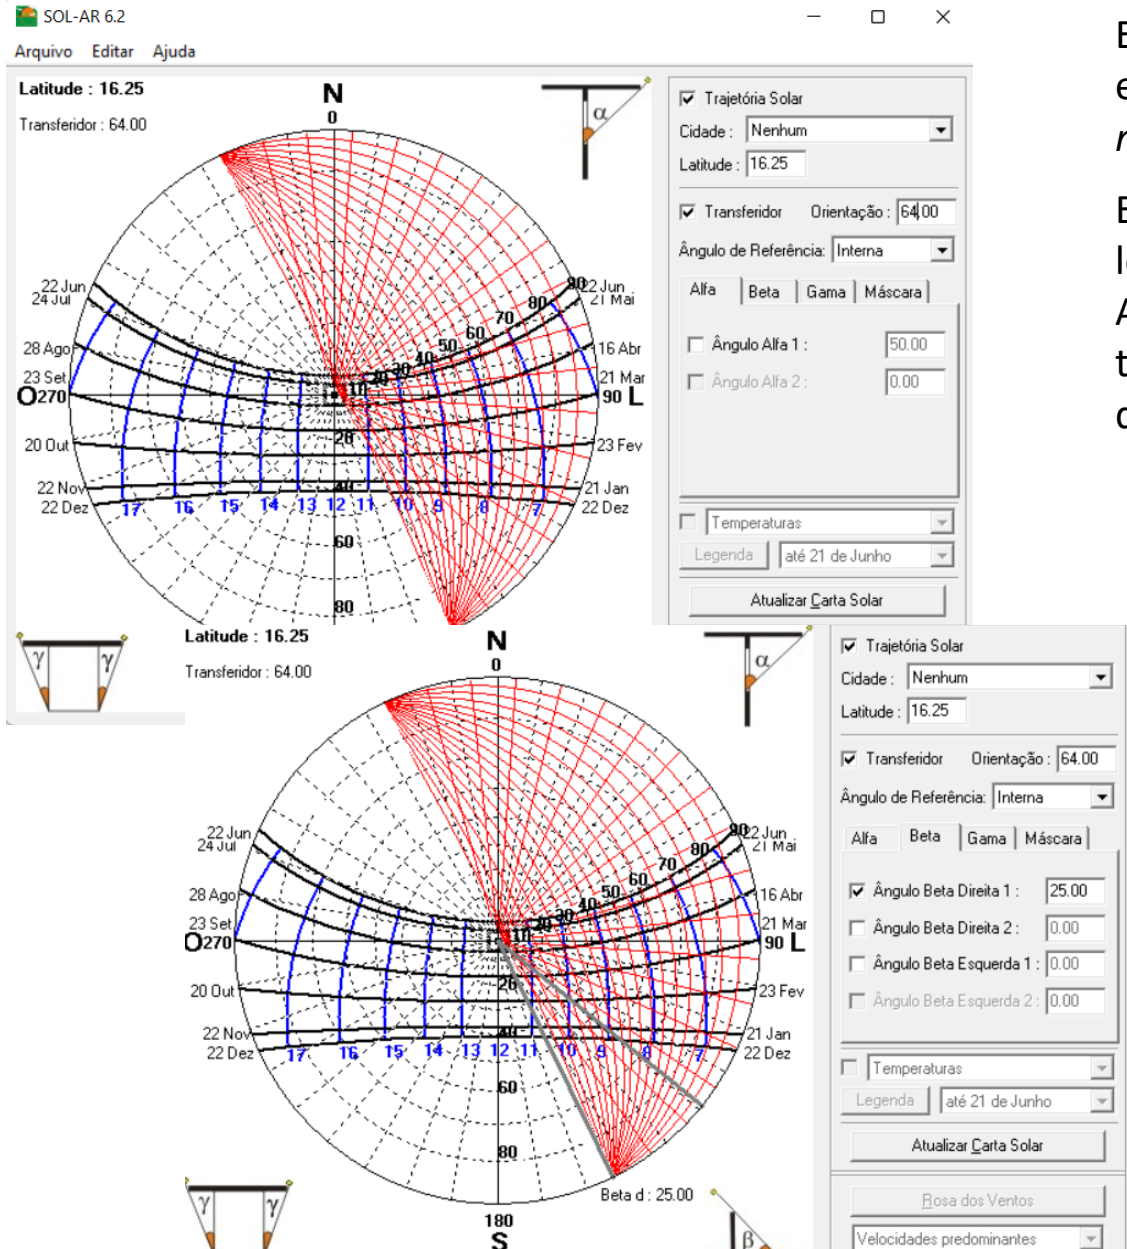 SOL-AR 6.2
Arquivo Editar Ajuda
Latitude : 16.25
Transferidor : 64.00
N
0
α
22 Jun
24 Jul
28 Ago
23 Set
O 270
20 Out
22 Nov
22 Dez
22 Jun
21 Mai
16 Abr
21 Mar
90 L
23 Fev
21 Jan
22 Dez
90
80
70
60
50
40
30
20
10
20
40
60
80
17 16 15 14 13 12 11 10 9 8 7
γ γ
Trajetória Solar
Cidade : Nenhum
Latitude : 16.25
Transferidor Orientação : 64.00
Ângulo de Referência: Interna
Alfa Beta Gama Máscara
Ângulo Alfa 1 : 50.00
Ângulo Alfa 2 : 0.00
Temperaturas
Legenda até 21 de Junho
Atualizar Carta Solar
Latitude : 16.25
Transferidor : 64.00
N
0
α
22 Jun
24 Jul
28 Ago
23 Set
O 270
20 Out
22 Nov
22 Dez
22 Jun
21 Mai
16 Abr
21 Mar
90 L
23 Fev
21 Jan
22 Dez
90
80
70
60
50
40
30
20
10
20
40
60
80
17 16 15 14 13 12 11 10 9 8 7
Beta d : 25.00
180
S
γ γ
β
Trajetória Solar
Cidade : Nenhum
Latitude : 16.25
Transferidor Orientação : 64.00
Ângulo de Referência: Interna
Alfa Beta Gama Máscara
Ângulo Beta Direita 1 : 25.00
Ângulo Beta Direita 2 : 0.00
Ângulo Beta Esquerda 1 : 0.00
Ângulo Beta Esquerda 2 : 0.00
Temperaturas
Legenda até 21 de Junho
Atualizar Carta Solar
Rosa dos Ventos
Velocidades predominantes